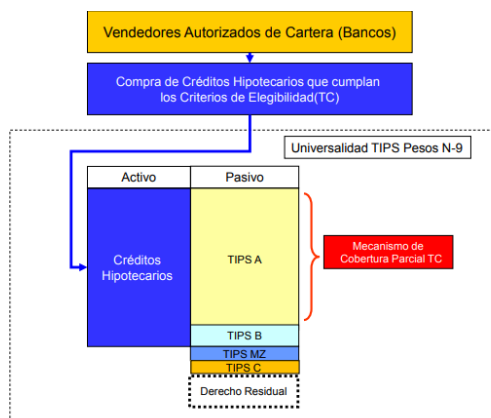 Vendedores Autorizados de Cartera (Bancos)
Compra de Créditos Hipotecarios que cumplan
los Criterios de Elegibilidad(TC)
Universalidad TIPS Pesos N-9
Activo
Pasivo
Créditos
Hipotecarios
TIPS A
Mecanismo de
Cobertura Parcial TC
TIPS B
TIPS MZ
TIPS C
Derecho Residual